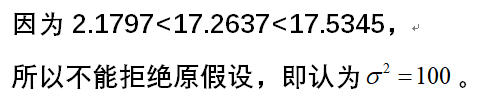 因为 2.1797<17.2637<17.5345，
所以不能拒绝原假设，即认为 σ² = 100 。